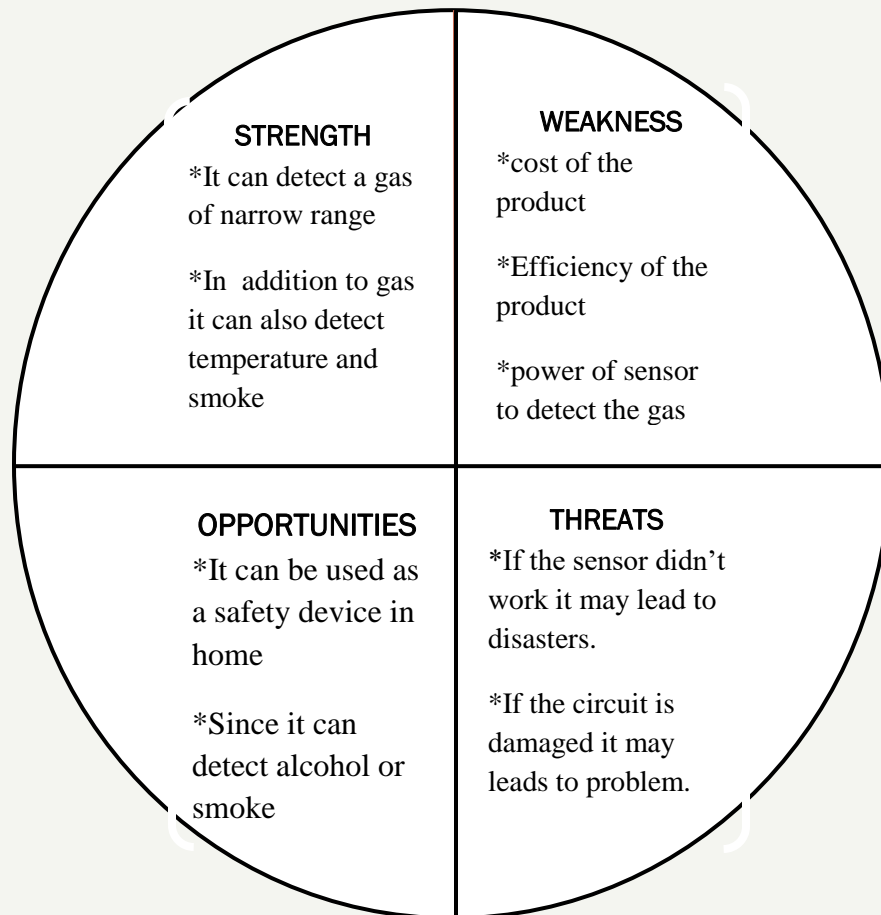 STRENGTH
*It can detect a gas
of narrow range
*In addition to gas
it can also detect
temperature and
smoke
WEAKNESS
*cost of the
product
*Efficiency of the
product
*power of sensor
to detect the gas
OPPORTUNITIES
*It can be used as
a safety device in
home
*Since it can
detect alcohol or
smoke
THREATS
*If the sensor didn’t
work it may lead to
disasters.
*If the circuit is
damaged it may
leads to problem.